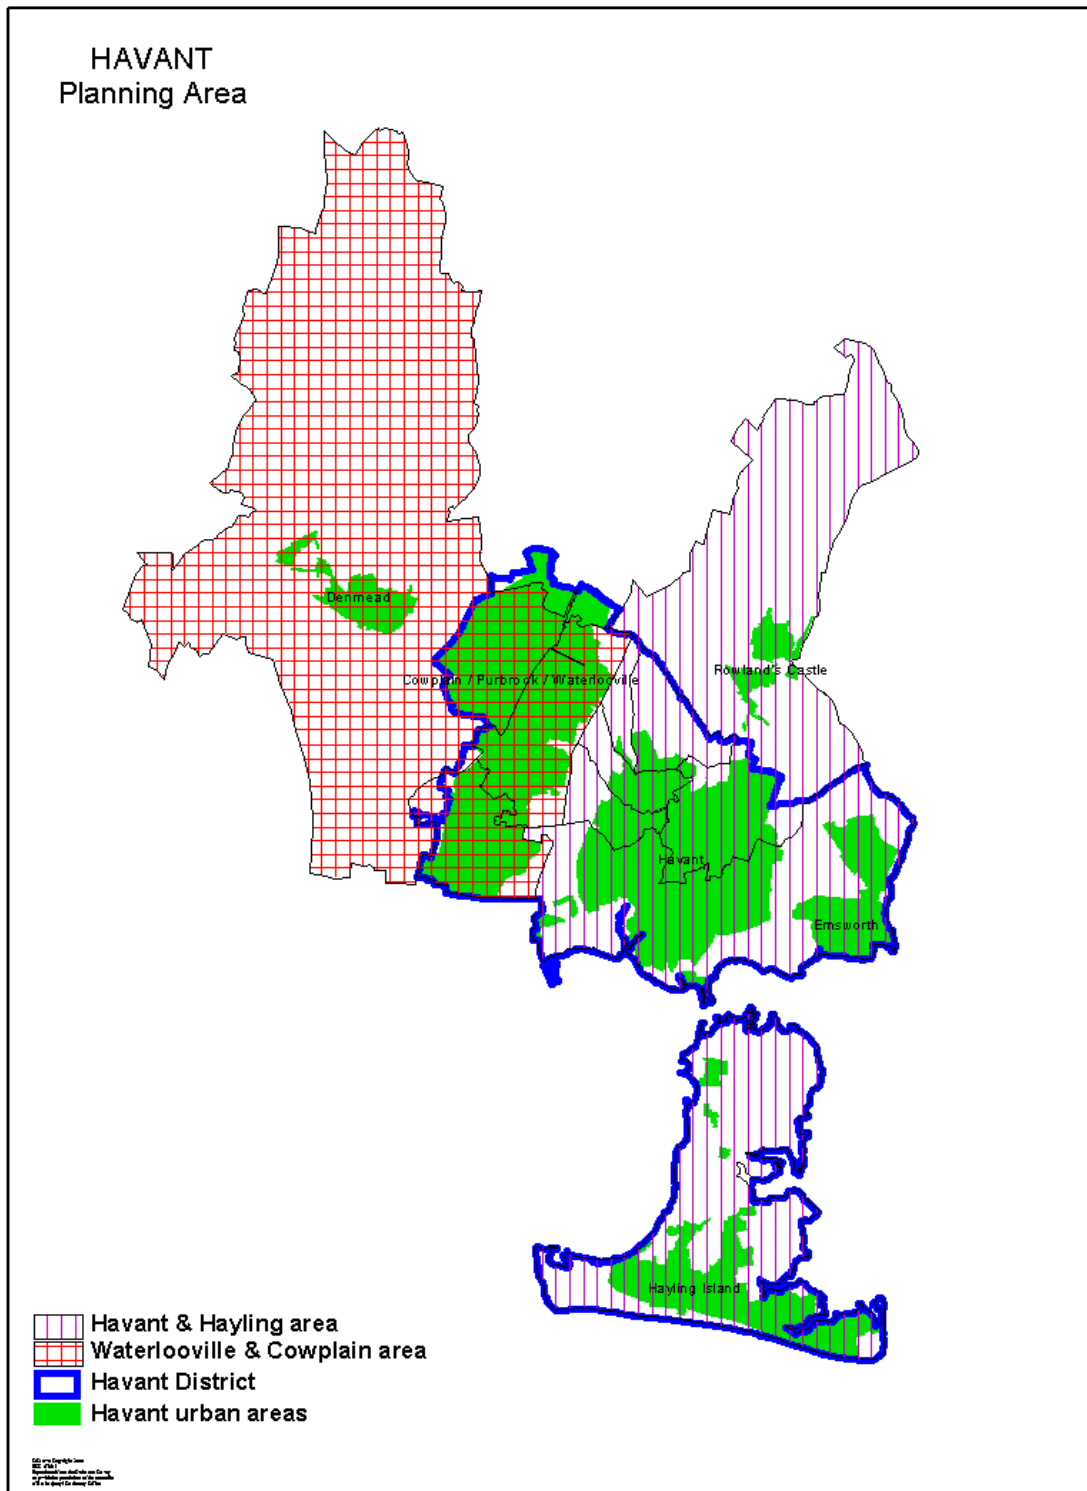 HAVANT
Planning Area
Denmead
Cowplain / Purbrook / Waterlooville
Rowland's Castle
Havant
Emsworth
Hayling Island
Havant & Hayling area
Waterlooville & Cowplain area
Havant District
Havant urban areas